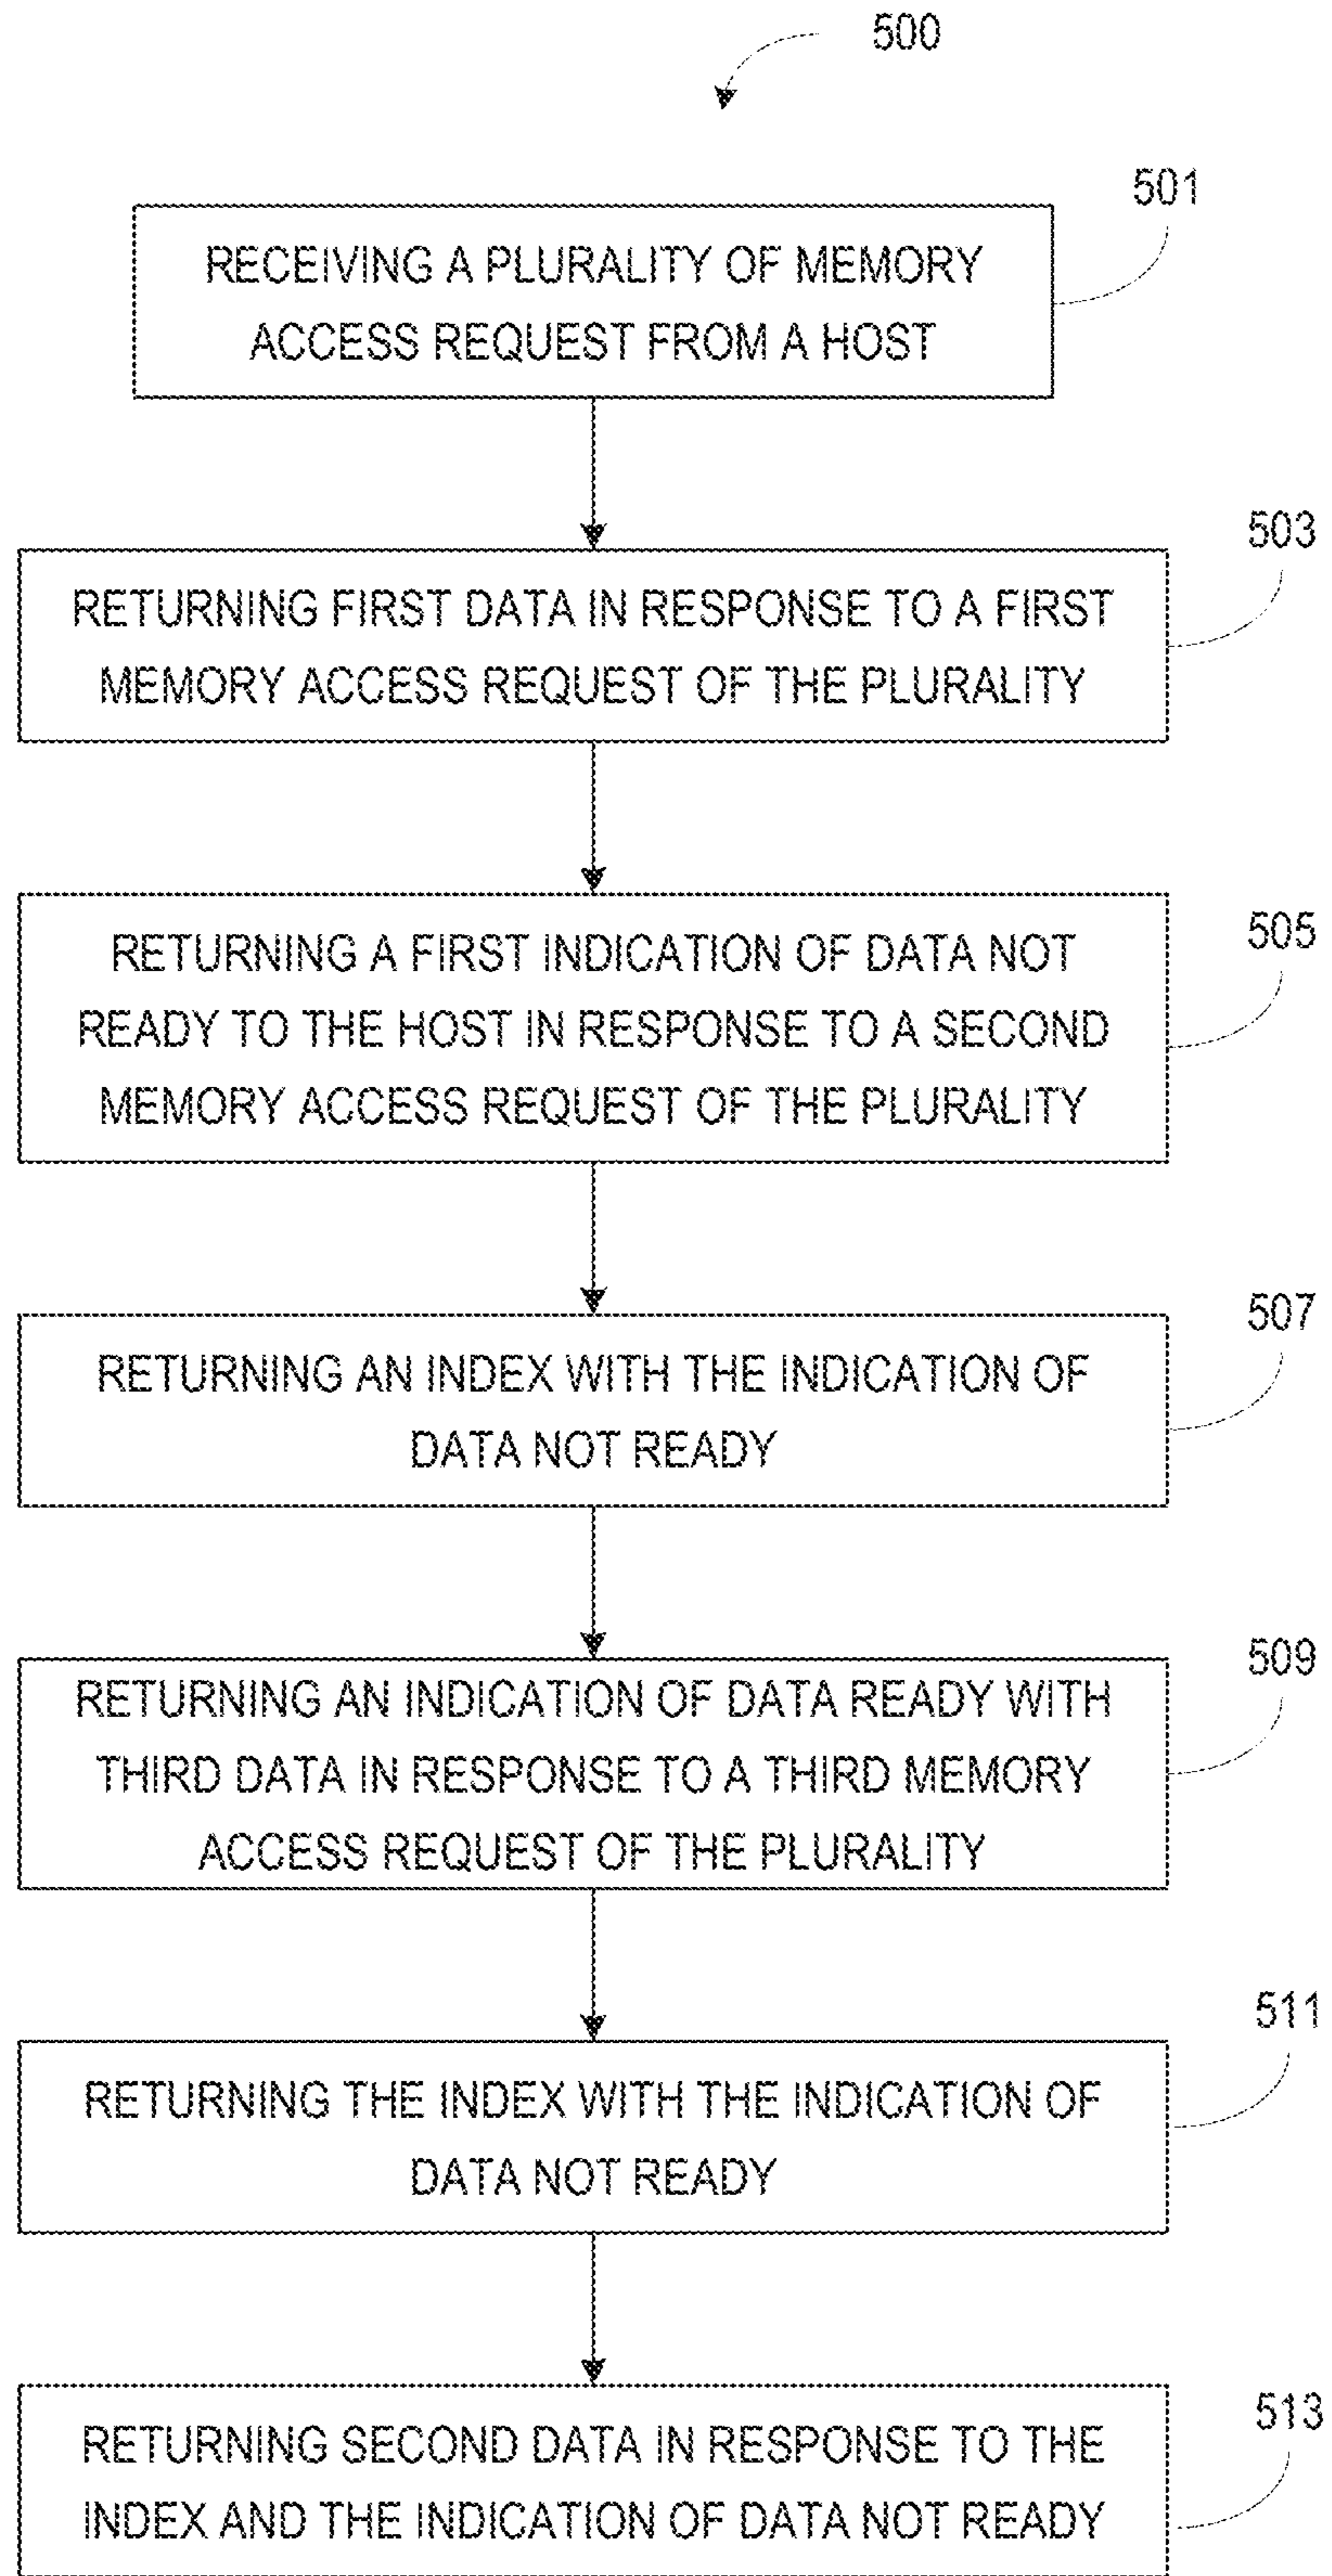 500
501
RECEIVING A PLURALITY OF MEMORY
ACCESS REQUEST FROM A HOST
503
RETURNING FIRST DATA IN RESPONSE TO A FIRST
MEMORY ACCESS REQUEST OF THE PLURALITY
505
RETURNING A FIRST INDICATION OF DATA NOT
READY TO THE HOST IN RESPONSE TO A SECOND
MEMORY ACCESS REQUEST OF THE PLURALITY
507
RETURNING AN INDEX WITH THE INDICATION OF
DATA NOT READY
509
RETURNING AN INDICATION OF DATA READY WITH
THIRD DATA IN RESPONSE TO A THIRD MEMORY
ACCESS REQUEST OF THE PLURALITY
511
RETURNING THE INDEX WITH THE INDICATION OF
DATA NOT READY
513
RETURNING SECOND DATA IN RESPONSE TO THE
INDEX AND THE INDICATION OF DATA NOT READY